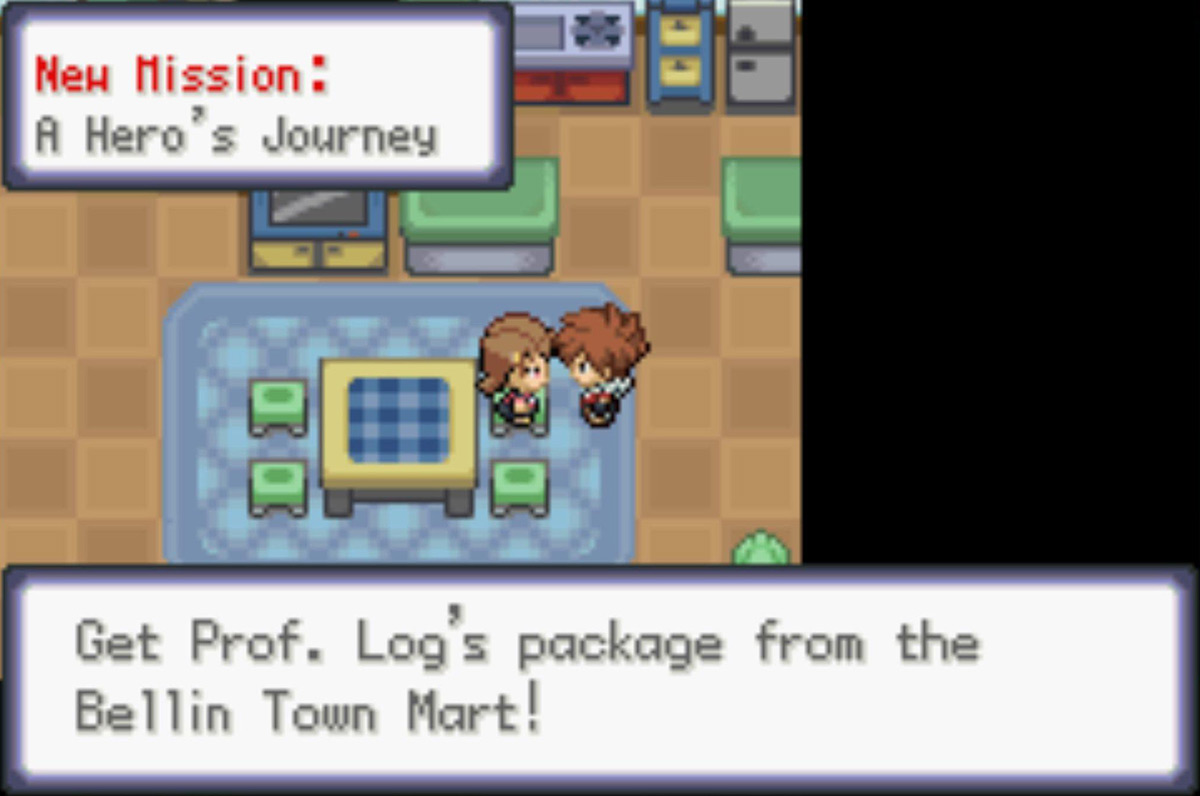 New Mission:
A Hero's Journey
Get Prof. Log's package from the
Bellin Town Mart!